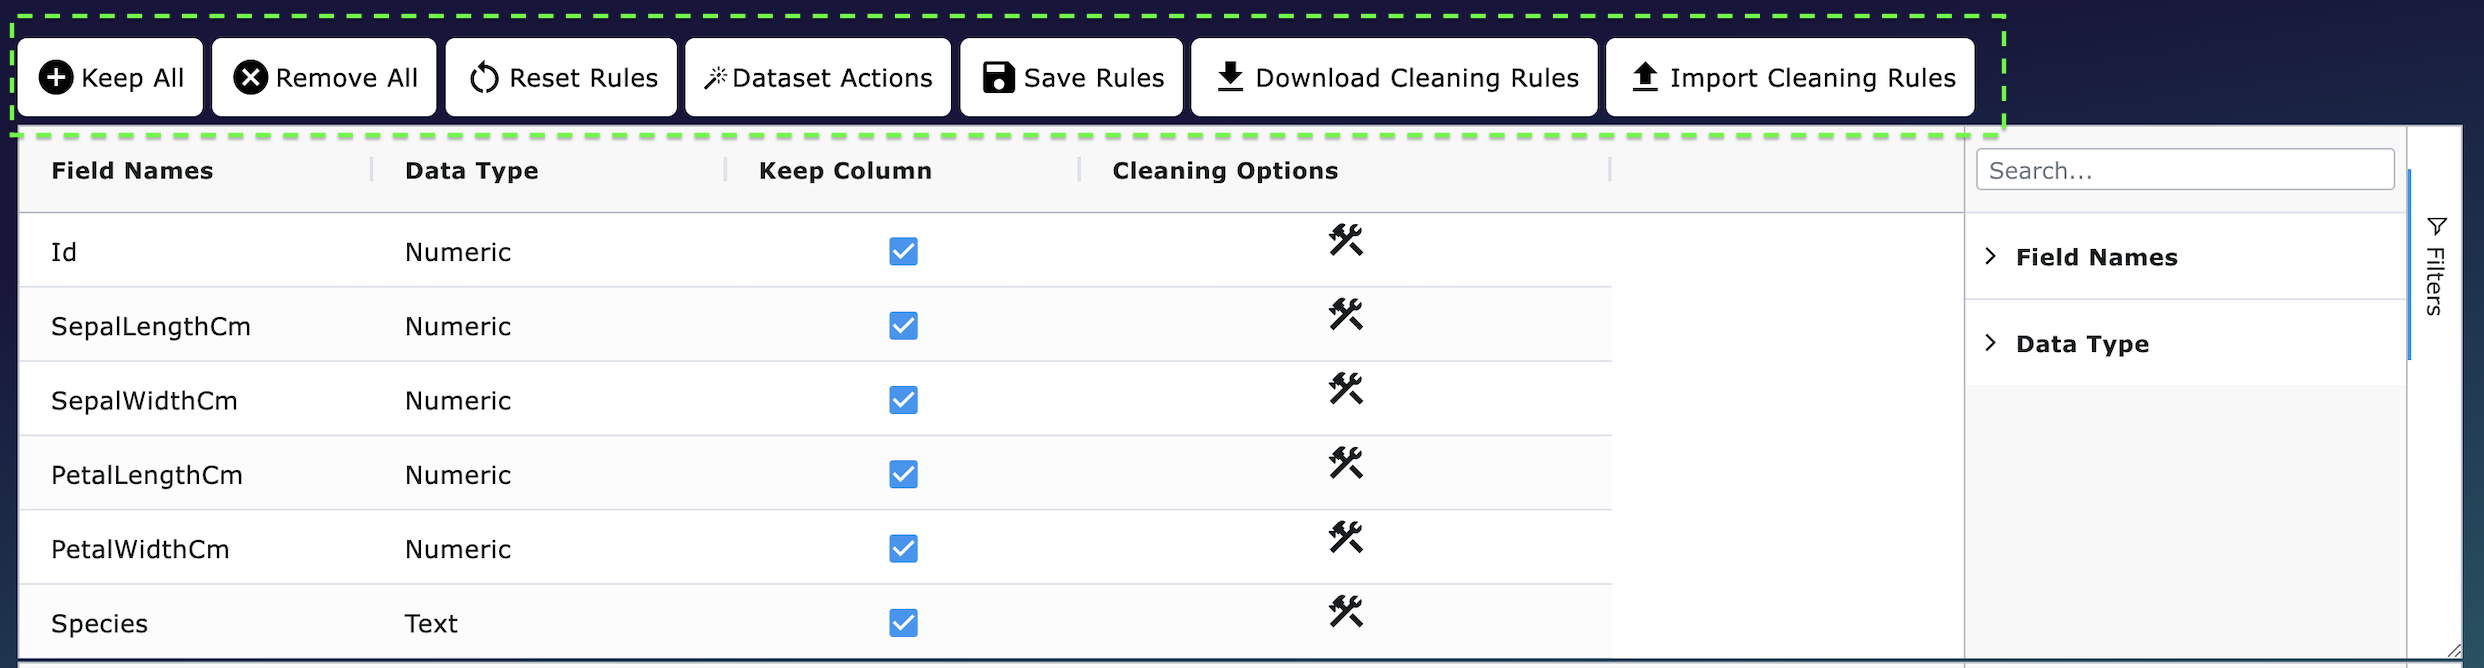 Keep All Remove All Reset Rules Dataset Actions Save Rules Download Cleaning Rules Import Cleaning Rules
Field Names Data Type Keep Column Cleaning Options Search...
Id Numeric
SepalLengthCm Numeric
SepalWidthCm Numeric
PetalLengthCm Numeric
PetalWidthCm Numeric
Species Text
Field Names
Data Type
Filters